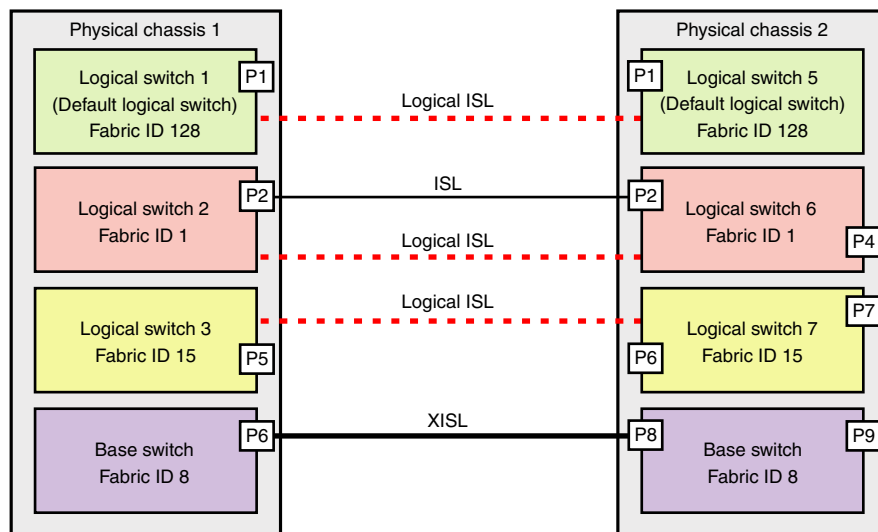 Physical chassis 1
Logical switch 1
(Default logical switch)
Fabric ID 128
P1
Logical switch 2
Fabric ID 1
P2
Logical switch 3
Fabric ID 15
P5
Base switch
Fabric ID 8
P6
Logical ISL
ISL
Logical ISL
Logical ISL
XISL
Physical chassis 2
P1
Logical switch 5
(Default logical switch)
Fabric ID 128
P2
Logical switch 6
Fabric ID 1
P4
P7
Logical switch 7
Fabric ID 15
P6
P8
Base switch
Fabric ID 8
P9